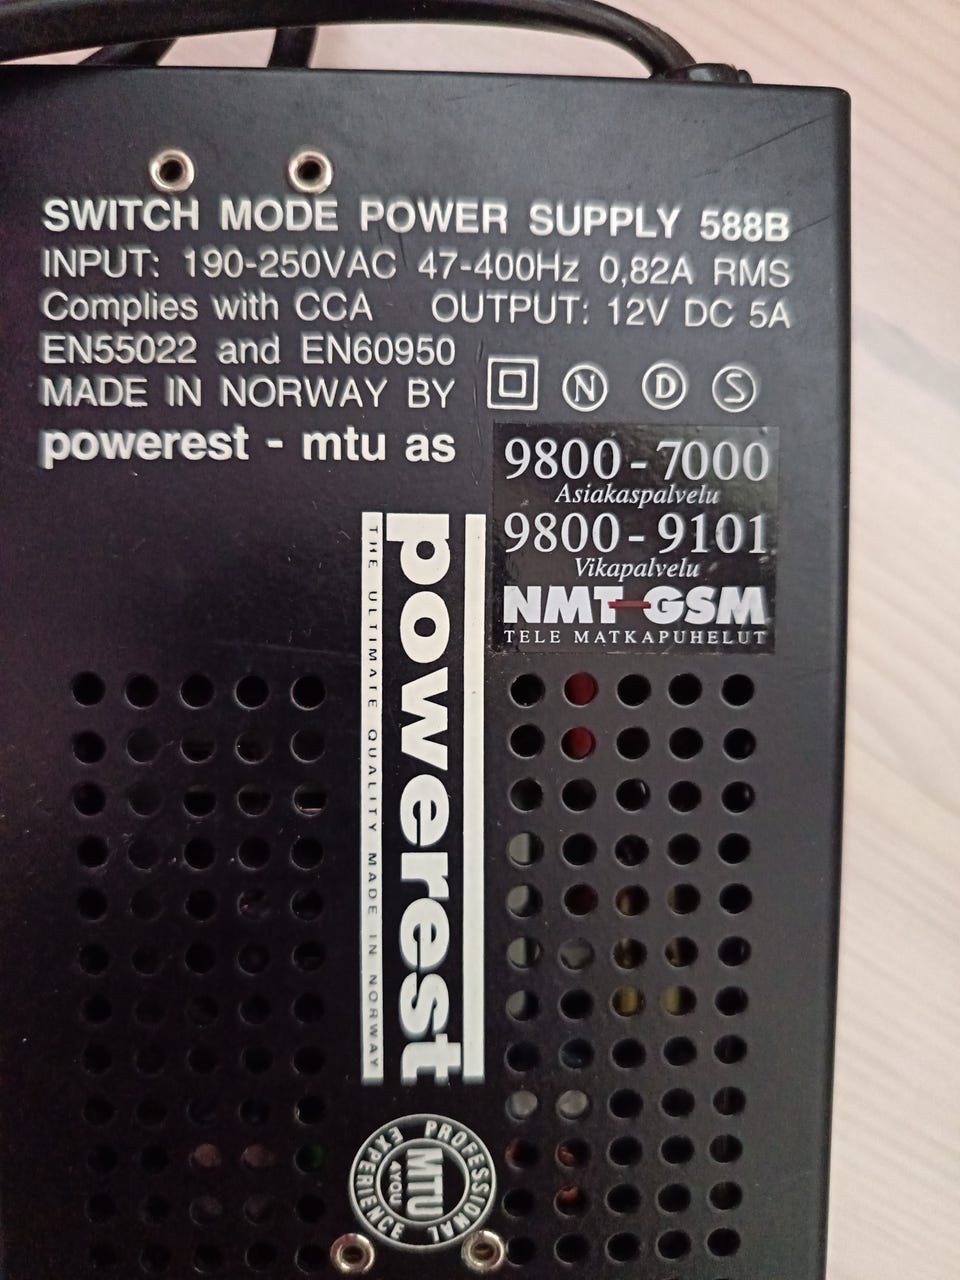 SWITCH MODE POWER SUPPLY 588B
INPUT: 190-250VAC 47-400Hz 0,82A RMS
Complies with CCA OUTPUT: 12V DC 5A
EN55022 and EN60950
MADE IN NORWAY BY
N D S
powerest - mtu as
9800-7000
Asiakaspalvelu
9800-9101
Vikapalvelu
NMT-GSM
TELE MATKAPUHELUT
powerest
THE ULTIMATE QUALITY MADE IN NORWAY
PROFESSIONAL EXPERIENCE
MTU
4YOU